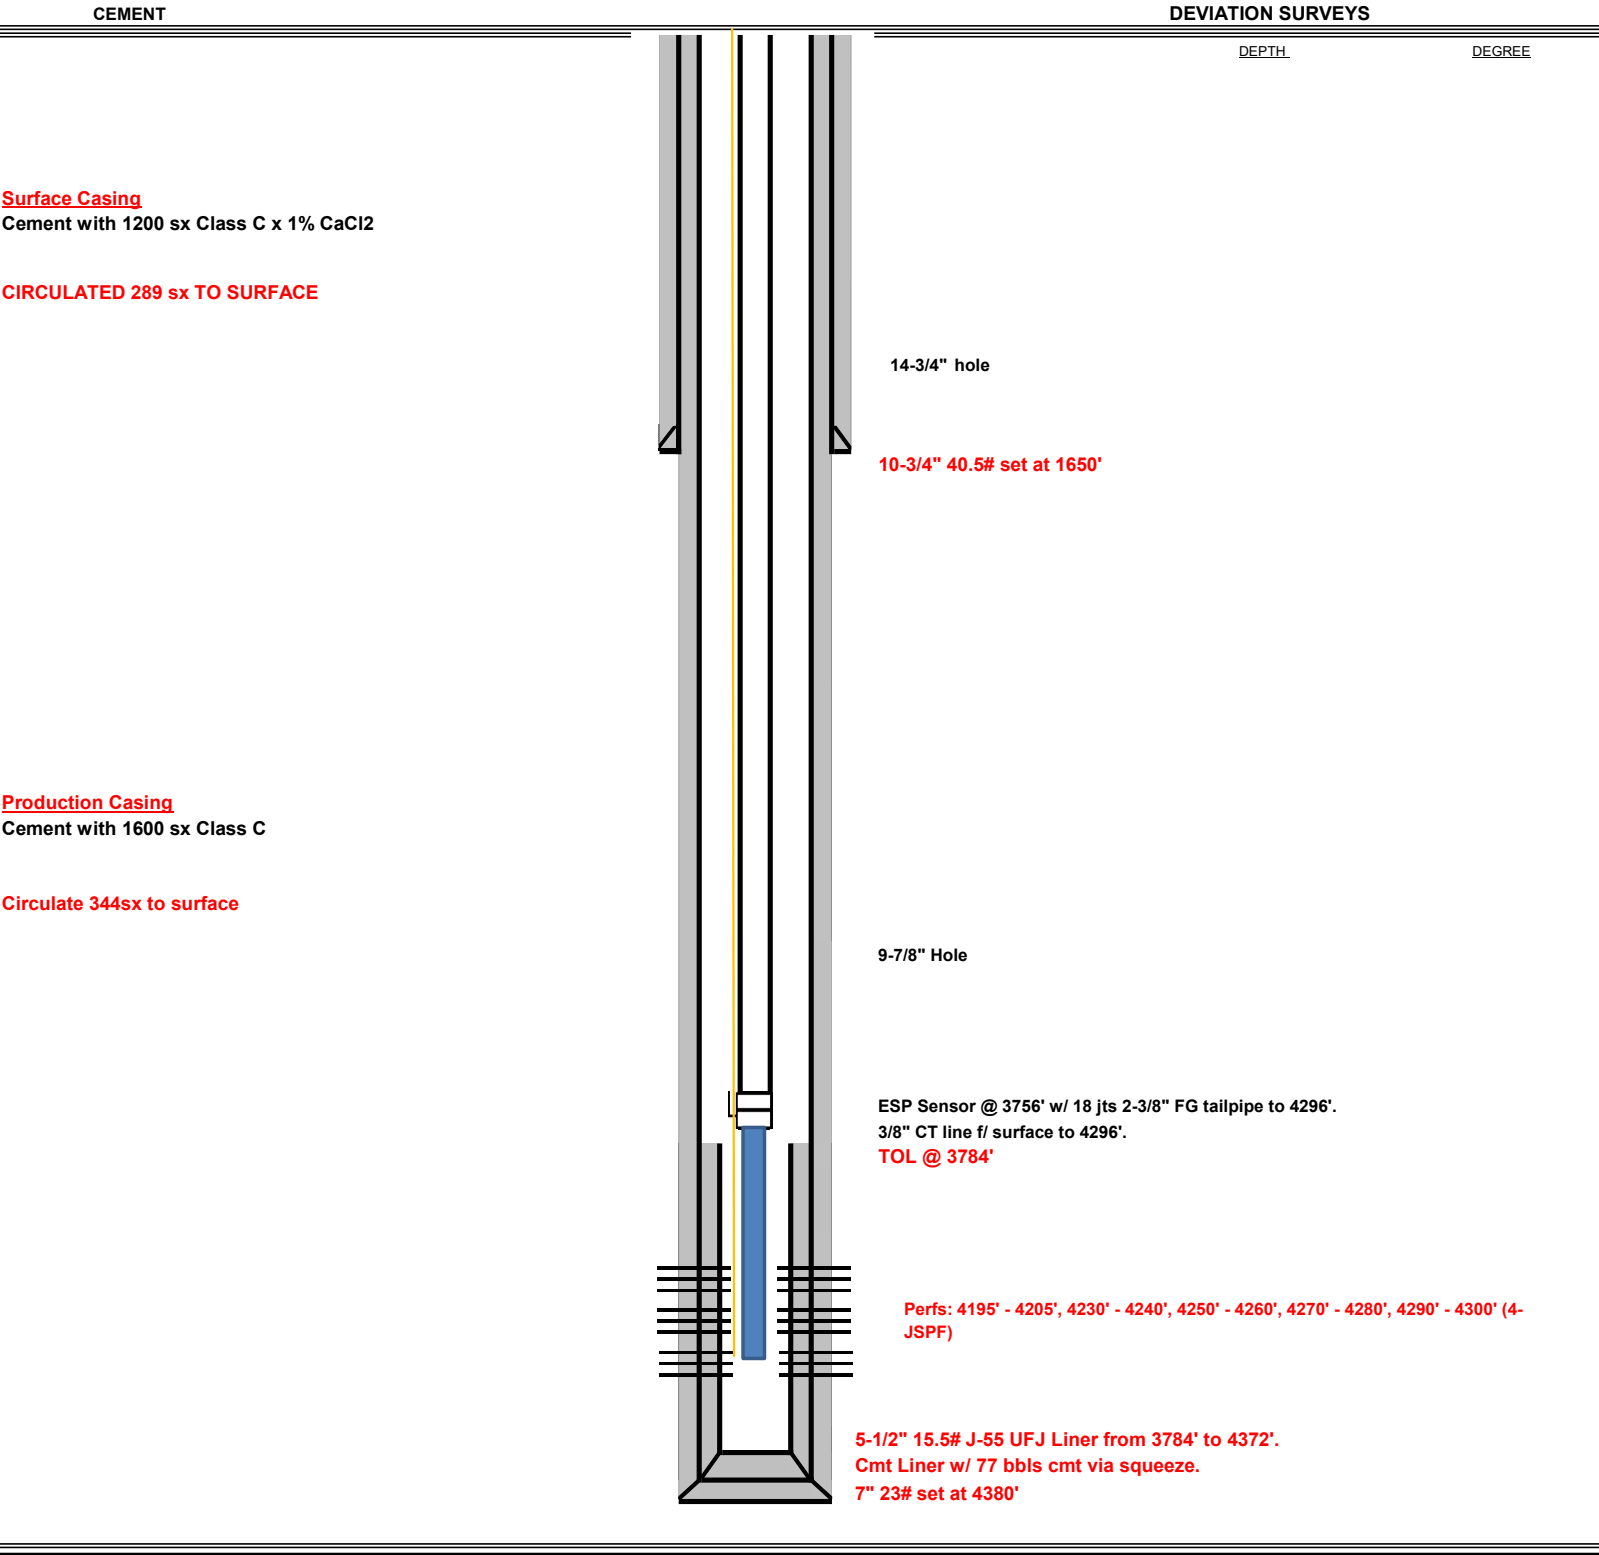 CEMENT
DEVIATION SURVEYS
DEPTH
DEGREE
Surface Casing
Cement with 1200 sx Class C x 1% CaCl2
CIRCULATED 289 sx TO SURFACE
14-3/4" hole
10-3/4" 40.5# set at 1650'
Production Casing
Cement with 1600 sx Class C
Circulate 344sx to surface
9-7/8" Hole
ESP Sensor @ 3756' w/ 18 jts 2-3/8" FG tailpipe to 4296'.
3/8" CT line f/ surface to 4296'.
TOL @ 3784'
Perfs: 4195' - 4205', 4230' - 4240', 4250' - 4260', 4270' - 4280', 4290' - 4300' (4-
JSPF)
5-1/2" 15.5# J-55 UFJ Liner from 3784' to 4372'.
Cmt Liner w/ 77 bbls cmt via squeeze.
7" 23# set at 4380'